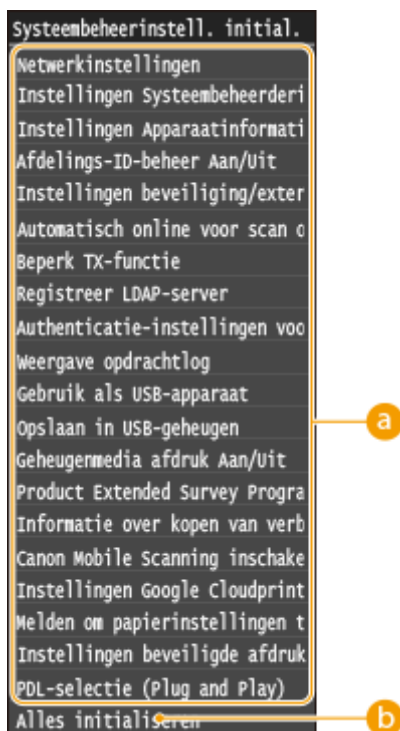 Systeembeheerinstell. initial.
Netwerkinstellingen
Instellingen Systeembeheerderi
Instellingen Apparaatinformati
Afdelings-ID-beheer Aan/Uit
Instellingen beveiliging/exter
Automatisch online voor scan o
Beperk TX-functie
Registreer LDAP-server
Authenticatie-instellingen voo
Weergave opdrachtlog
Gebruik als USB-apparaat
Opslaan in USB-geheugen
Geheugenmedia afdruk Aan/Uit
Product Extended Survey Progra
Informatie over kopen van verb
Canon Mobile Scanning inschake
Instellingen Google Cloudprint
Melden om papierinstellingen t
Instellingen beveiligde afdruk
PDL-selectie (Plug and Play)
Alles initialiseren
a
b